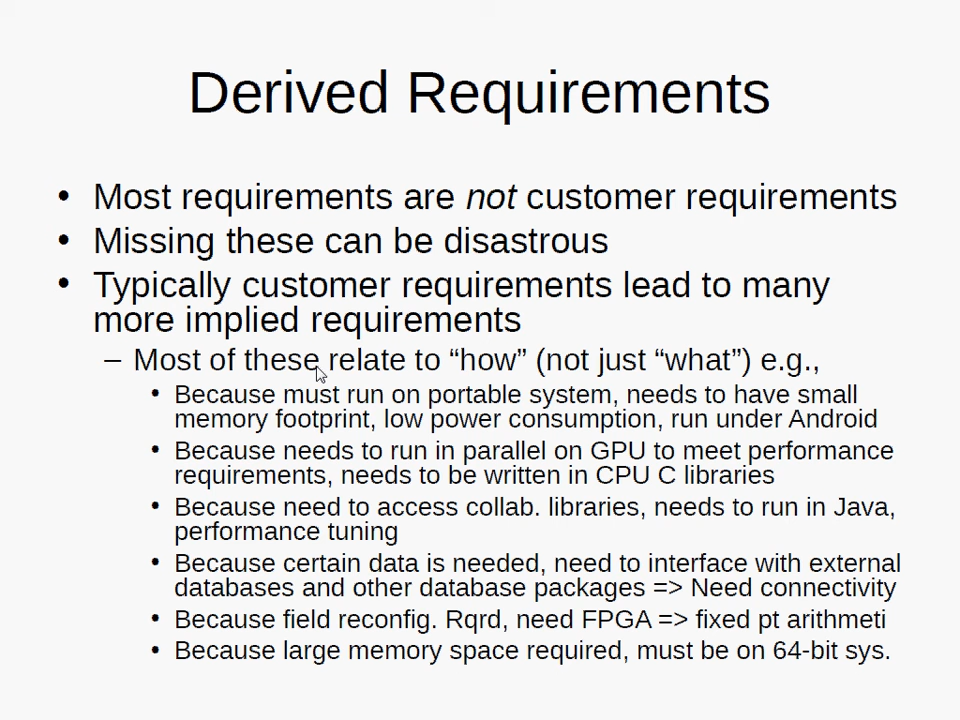 Derived Requirements
• Most requirements are not customer requirements
• Missing these can be disastrous
• Typically customer requirements lead to many
more implied requirements
– Most of these relate to “how” (not just “what”) e.g.,
• Because must run on portable system, needs to have small
memory footprint, low power consumption, run under Android
• Because needs to run in parallel on GPU to meet performance
requirements, needs to be written in CPU C libraries
• Because need to access collab. libraries, needs to run in Java,
performance tuning
• Because certain data is needed, need to interface with external
databases and other database packages => Need connectivity
• Because field reconfig. Rqrd, need FPGA => fixed pt arithmeti
• Because large memory space required, must be on 64-bit sys.